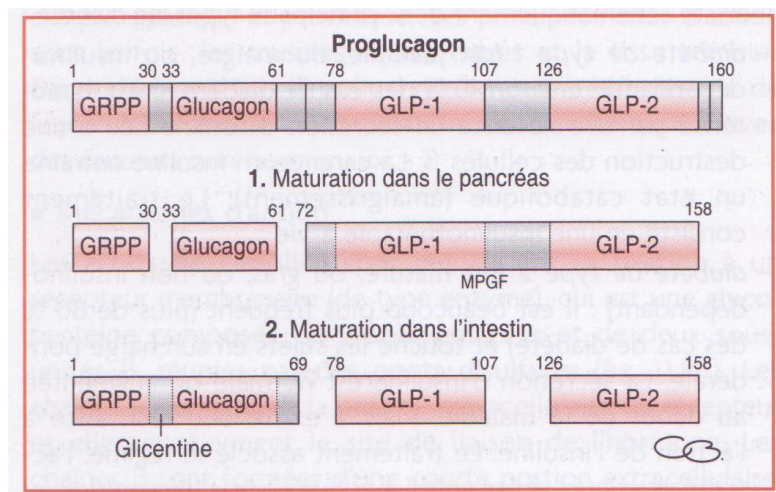 Proglucagon
1 30 33 61 78 107 126 160
GRPP Glucagon GLP-1 GLP-2
1. Maturation dans le pancréas
30 33 61 72 158
GRPP Glucagon GLP-1 GLP-2
MPGF
2. Maturation dans l'intestin
69 78 107 126 158
GRPP Glucagon GLP-1 GLP-2
Glicentine